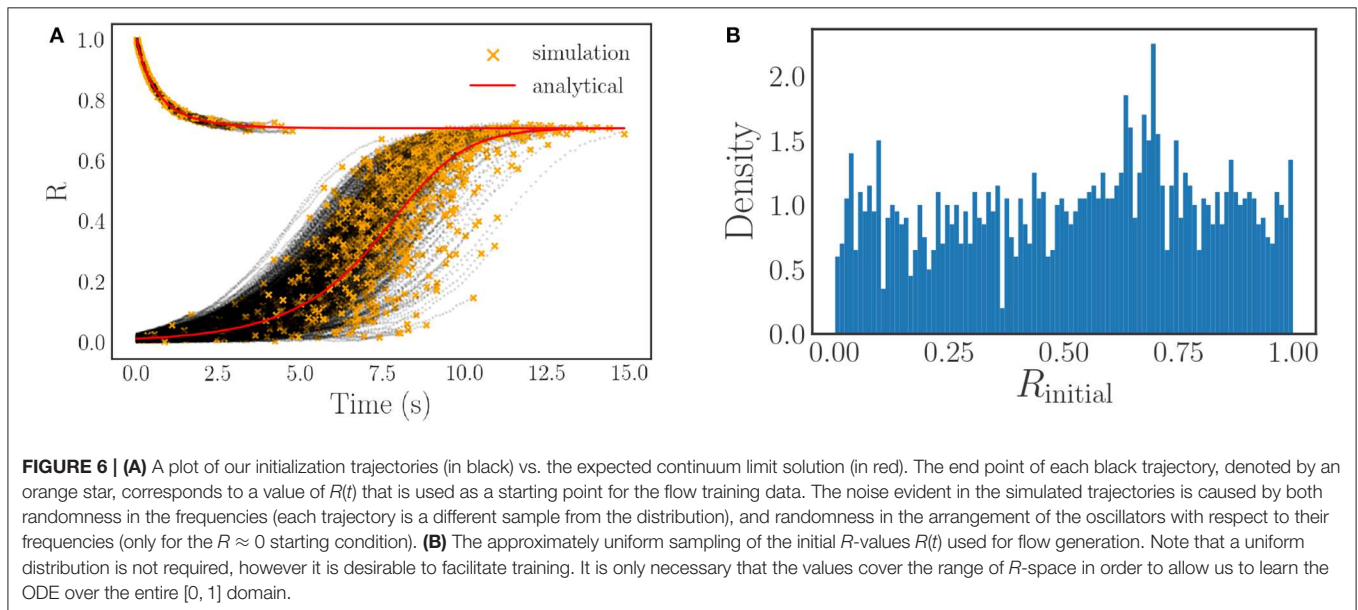 A
1.0
0.8
0.6
0.4
0.2
0.0
R
simulation
analytical
0.0 2.5 5.0 7.5 10.0 12.5 15.0
Time (s)
B
2.0
1.5
1.0
0.5
0.0
Density
0.00 0.25 0.50 0.75 1.00
R initial
FIGURE 6 | (A) A plot of our initialization trajectories (in black) vs. the expected continuum limit solution (in red). The end point of each black trajectory, denoted by an
orange star, corresponds to a value of R(t) that is used as a starting point for the flow training data. The noise evident in the simulated trajectories is caused by both
randomness in the frequencies (each trajectory is a different sample from the distribution), and randomness in the arrangement of the oscillators with respect to their
frequencies (only for the R ≈ 0 starting condition). (B) The approximately uniform sampling of the initial R-values R(t) used for flow generation. Note that a uniform
distribution is not required, however it is desirable to facilitate training. It is only necessary that the values cover the range of R-space in order to allow us to learn the
ODE over the entire [0, 1] domain.